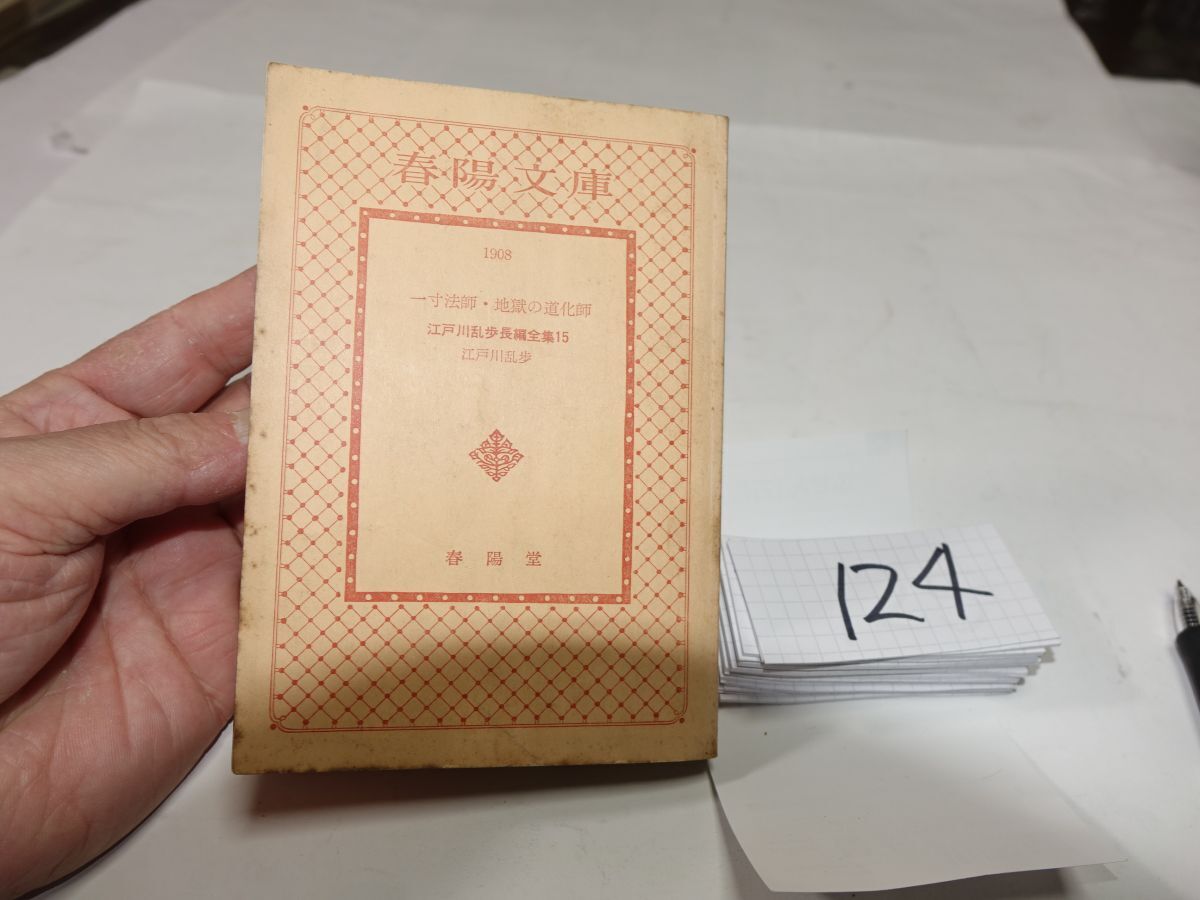 春陽文庫
1908
一寸法師・地獄の道化師
江戸川乱歩長編全集15
江戸川乱歩
春陽堂
124